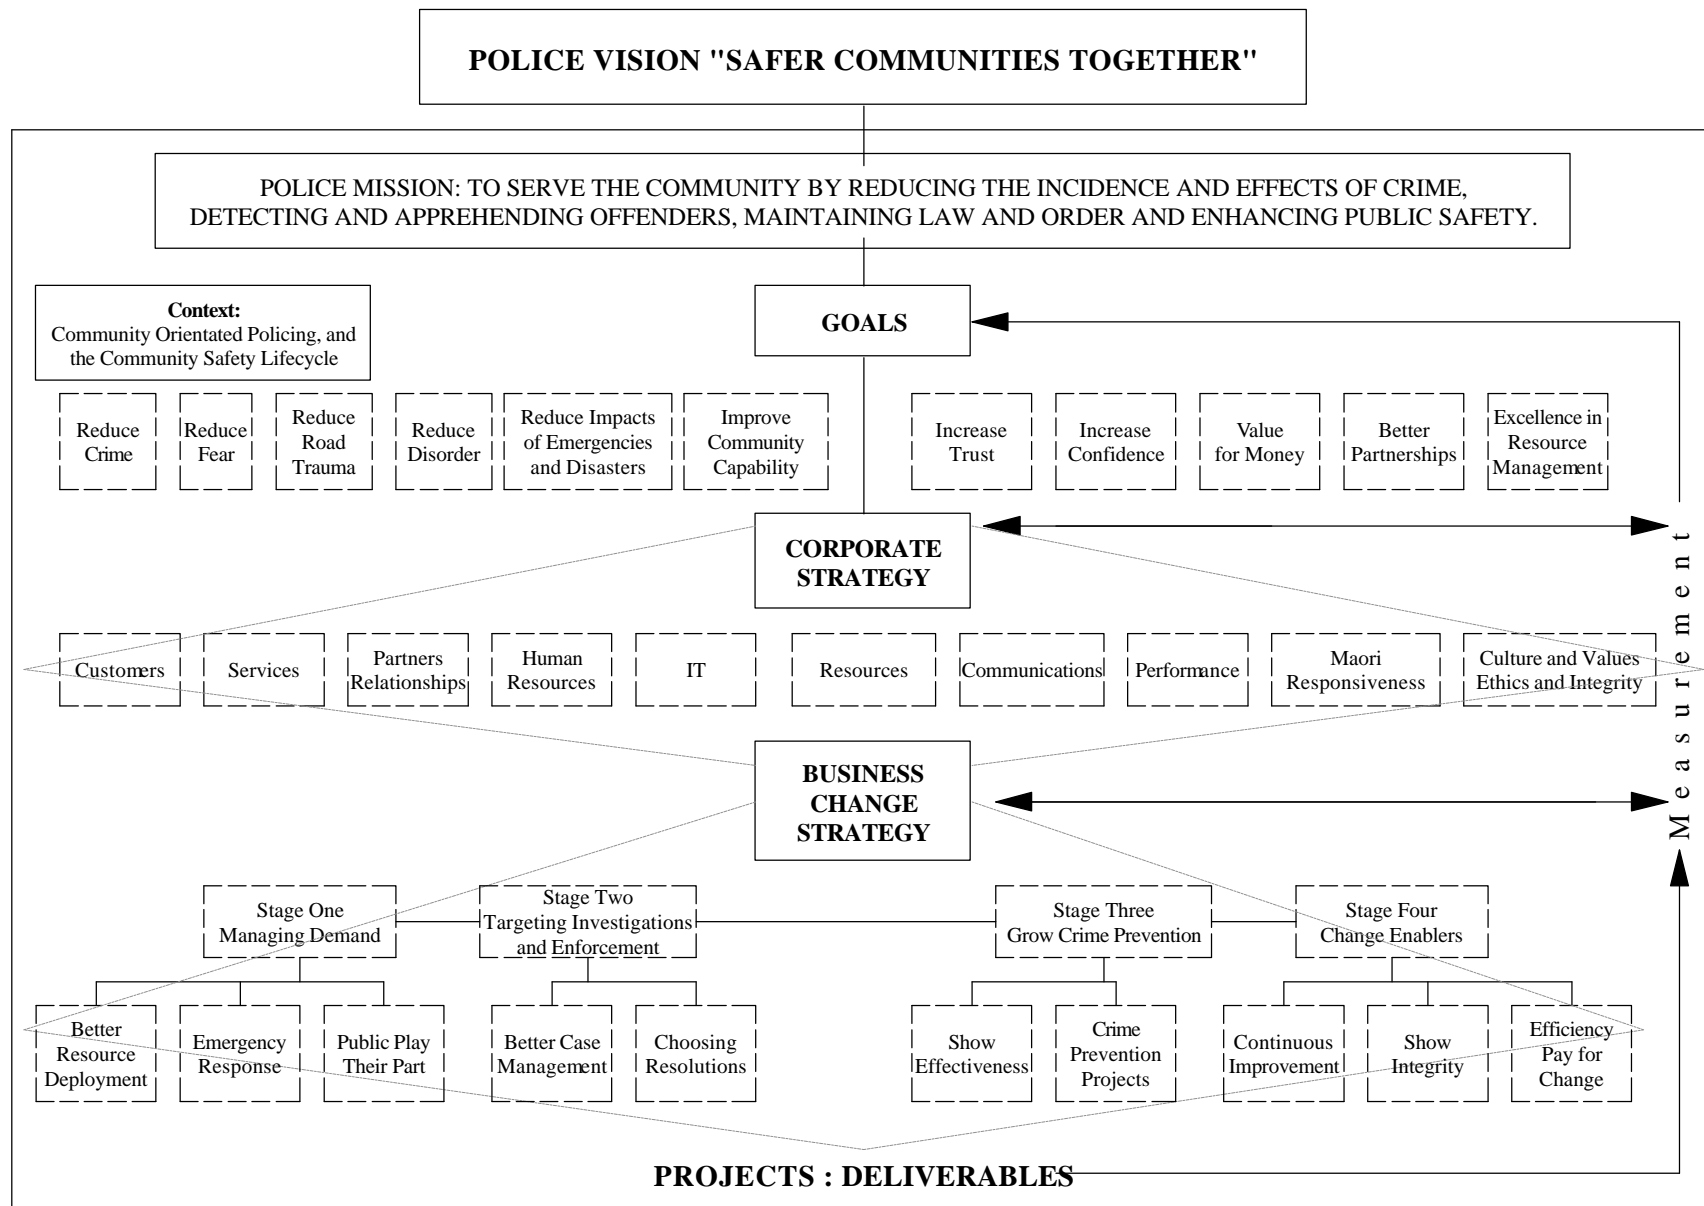 POLICE VISION "SAFER COMMUNITIES TOGETHER"
POLICE MISSION: TO SERVE THE COMMUNITY BY REDUCING THE INCIDENCE AND EFFECTS OF CRIME,
DETECTING AND APPREHENDING OFFENDERS, MAINTAINING LAW AND ORDER AND ENHANCING PUBLIC SAFETY.
Context:
Community Orientated Policing, and
the Community Safety Lifecycle
GOALS
Reduce
Crime
Reduce
Fear
Reduce
Road
Trauma
Reduce
Disorder
Reduce Impacts
of Emergencies
and Disasters
Improve
Community
Capability
Increase
Trust
Increase
Confidence
Value
for Money
Better
Partnerships
Excellence in
Resource
Management
CORPORATE
STRATEGY
Customers
Services
Partners
Relationships
Human
Resources
IT
Resources
Communications
Performance
Maori
Responsiveness
Culture and Values
Ethics and Integrity
Measurement
BUSINESS
CHANGE
STRATEGY
Stage One
Managing Demand
Stage Two
Targeting Investigations
and Enforcement
Stage Three
Grow Crime Prevention
Stage Four
Change Enablers
Better
Resource
Deployment
Emergency
Response
Public Play
Their Part
Better Case
Management
Choosing
Resolutions
Show
Effectiveness
Crime
Prevention
Projects
Continuous
Improvement
Show
Integrity
Efficiency
Pay for
Change
PROJECTS : DELIVERABLES